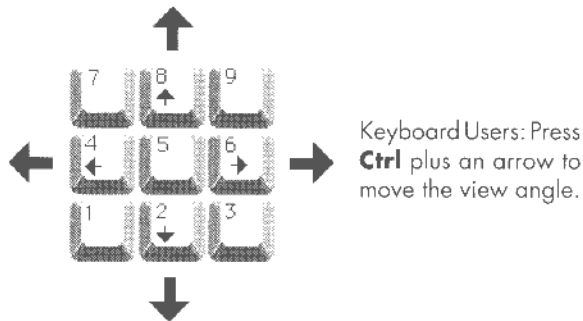 7 8 9
4 5 6
1 2 3
Keyboard Users: Press
Ctrl plus an arrow to
move the view angle.